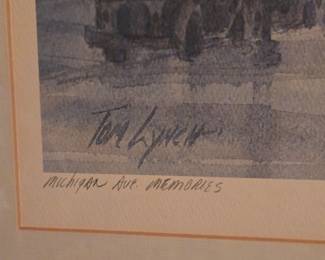 Tom Lynch
Michigan Ave. Memories